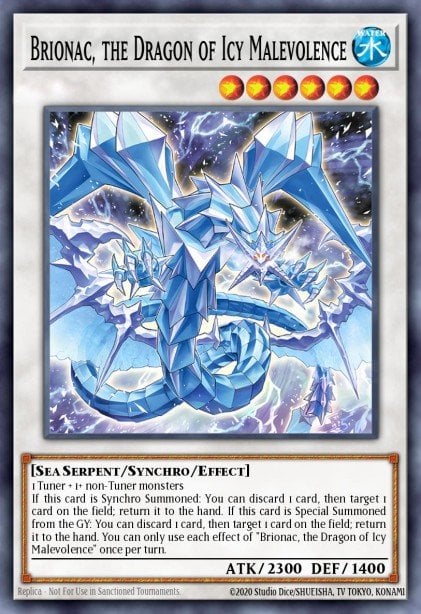 Brionac, the Dragon of Icy Malevolence
WATER
水
[Sea Serpent/Synchro/Effect]
1 Tuner + 1+ non-Tuner monsters
If this card is Synchro Summoned: You can discard 1 card, then target 1
card on the field; return it to the hand. If this card is Special Summoned
from the GY: You can discard 1 card, then target 1 card on the field; return
it to the hand. You can only use each effect of "Brionac, the Dragon of Icy
Malevolence" once per turn.
ATK/2300 DEF/1400
Replica - Not For Use in Sanctioned Tournaments.
©2020 Studio Dice/SHUEISHA, TV TOKYO, KONAMI